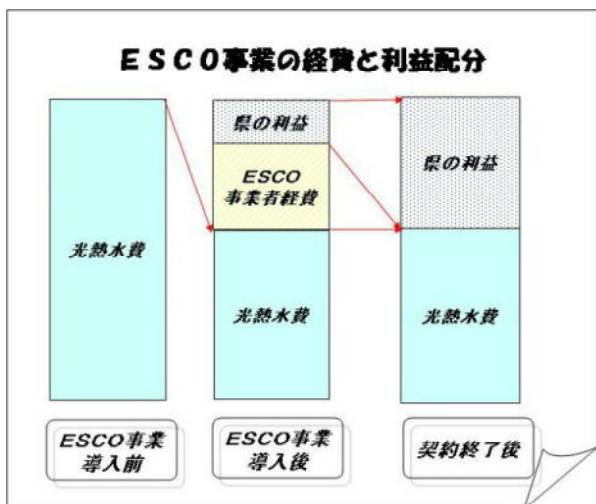 ESCO事業の経費と利益配分
県の利益
ESCO
事業者経費
県の利益
光熱水費
光熱水費
光熱水費
ESCO事業
導入前
ESCO事業
導入後
契約終了後